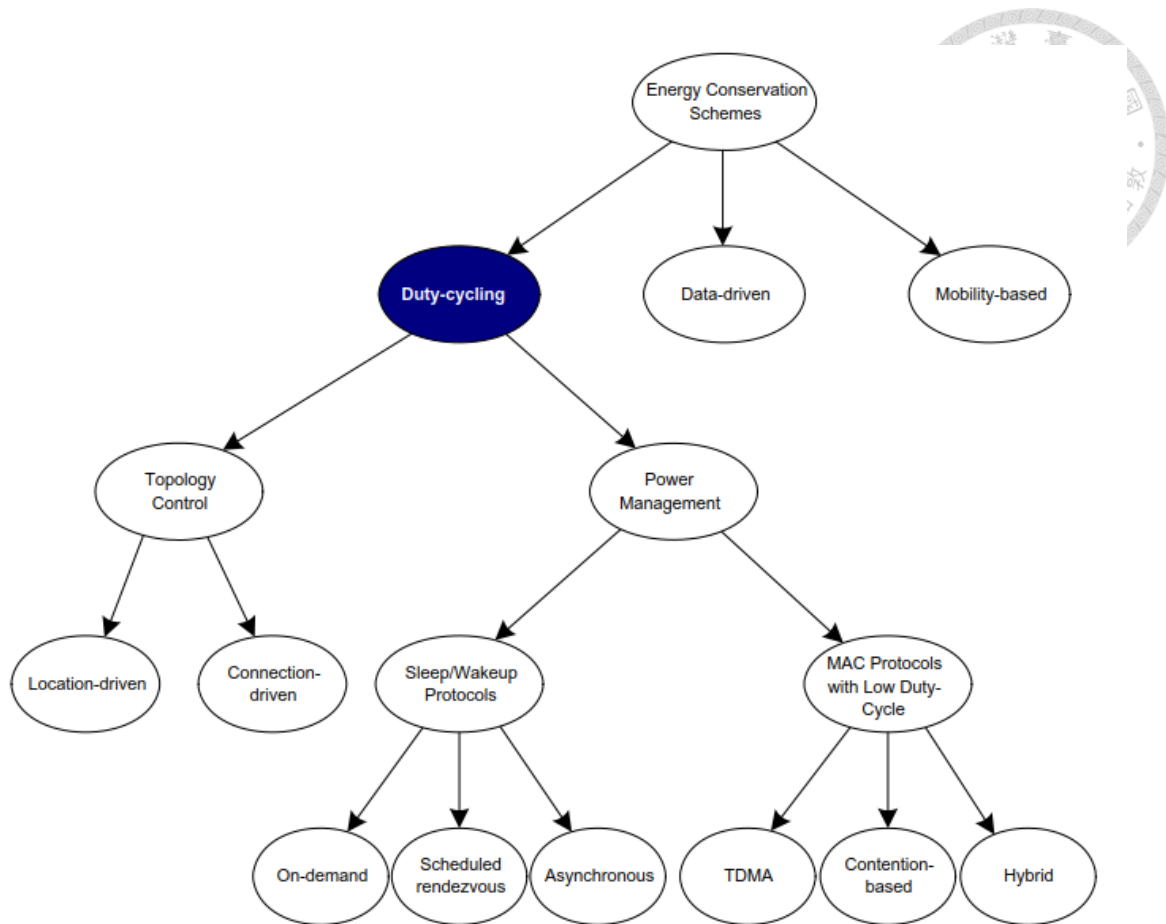 Energy Conservation
Schemes
Duty-cycling
Data-driven
Mobility-based
Topology
Control
Power
Management
Location-driven
Connection-
driven
Sleep/Wakeup
Protocols
MAC Protocols
with Low Duty-
Cycle
On-demand
Scheduled
rendezvous
Asynchronous
TDMA
Contention-
based
Hybrid